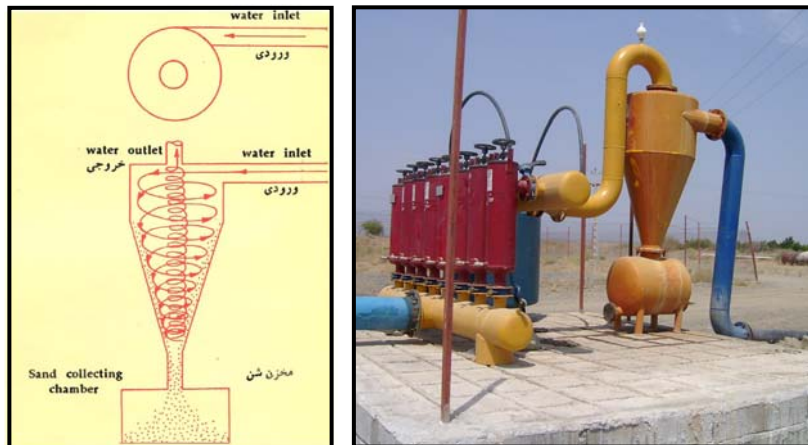 water inlet
ورودی
water outlet
خروجی
water inlet
ورودی
Sand collecting
chamber
مخزن شن